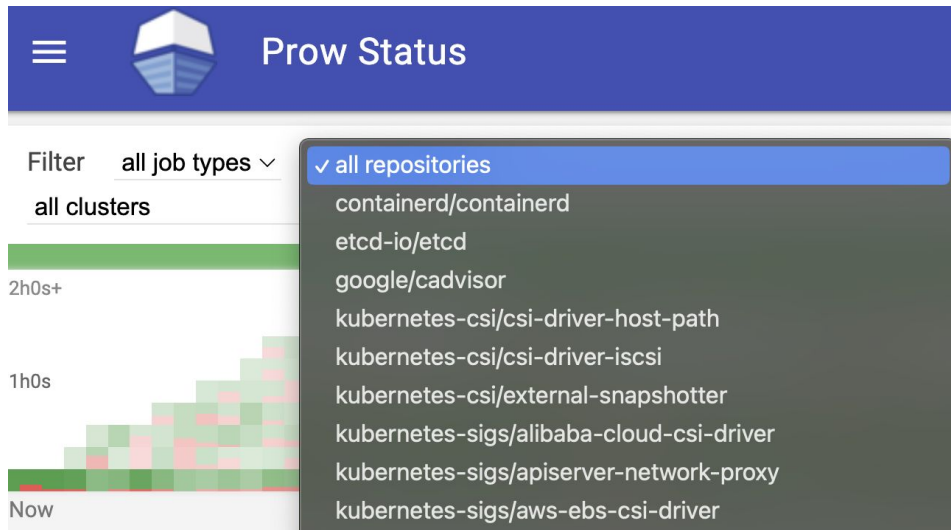 Prow Status
Filter all job types
all clusters
✓ all repositories
containerd/containerd
etcd-io/etcd
google/cadvisor
kubernetes-csi/csi-driver-host-path
kubernetes-csi/csi-driver-iscsi
kubernetes-csi/external-snapshotter
kubernetes-sigs/alibaba-cloud-csi-driver
kubernetes-sigs/apiserver-network-proxy
kubernetes-sigs/aws-ebs-csi-driver
2h0s+
1h0s
Now